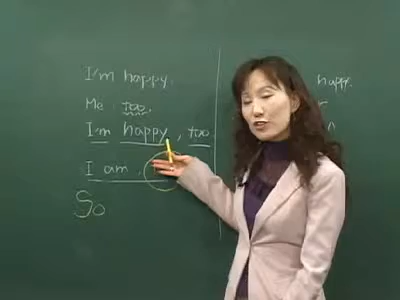 I'm happy.
Me too.
I'm happy, too
I am.
So
happy.